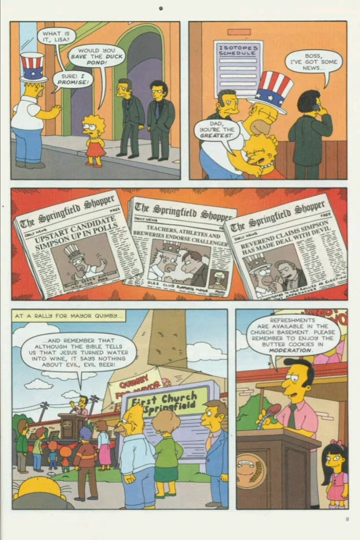 WHAT IS
IT, LISA?
WOULD YOU
SAVE THE DUCK
POND?
SURE! I
PROMISE!
ISOTOPES
SCHEDULE
BOSS,
I'VE GOT SOME
NEWS...
DAD,
YOU'RE THE
GREATEST
The Springfield Shopper
UPSTART CANDIDATE
SIMPSON UP IN POLLS
The Springfield Shopper
TEACHERS, ATHLETES AND
BREWERIES ENDORSE CHALLENGER
The Springfield Shopper
REVEREND CLAIMS SIMPSON
HAS MADE DEAL WITH DEVIL
AT A RALLY FOR MAYOR QUIMBY...
...AND REMEMBER THAT
ALTHOUGH THE BIBLE TELLS
US THAT JESUS TURNED WATER
INTO WINE, IT SAYS NOTHING
ABOUT EVIL, EVIL BEER!
QUIMBY
First Church
Springfield
REFRESHMENTS
ARE AVAILABLE IN THE
CHURCH BASEMENT. PLEASE
REMEMBER TO ENJOY THE
BUTTER COOKIES IN
MODERATION.